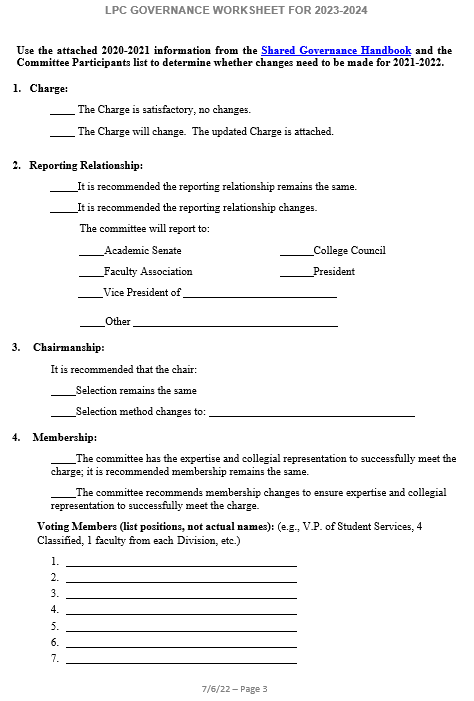 LPC GOVERNANCE WORKSHEET FOR 2023-2024
Use the attached 2020-2021 information from the Shared Governance Handbook and the
Committee Participants list to determine whether changes need to be made for 2021-2022.
1. Charge:
_____ The Charge is satisfactory, no changes.
_____ The Charge will change. The updated Charge is attached.
2. Reporting Relationship:
_____It is recommended the reporting relationship remains the same.
_____It is recommended the reporting relationship changes.
The committee will report to:
_____Academic Senate ______College Council
_____Faculty Association ______President
_____Vice President of ______________________________
_____Other ________________________________________
3. Chairmanship:
It is recommended that the chair:
_____Selection remains the same
_____Selection method changes to: ________________________________________
4. Membership:
_____The committee has the expertise and collegial representation to successfully meet the
charge; it is recommended membership remains the same.
_____The committee recommends membership changes to ensure expertise and collegial
representation to successfully meet the charge.
Voting Members (list positions, not actual names): (e.g., V.P. of Student Services, 4
Classified, 1 faculty from each Division, etc.)
1. ______________________________________________
2. ______________________________________________
3. ______________________________________________
4. ______________________________________________
5. ______________________________________________
6. ______________________________________________
7. ______________________________________________
7/6/22 – Page 3